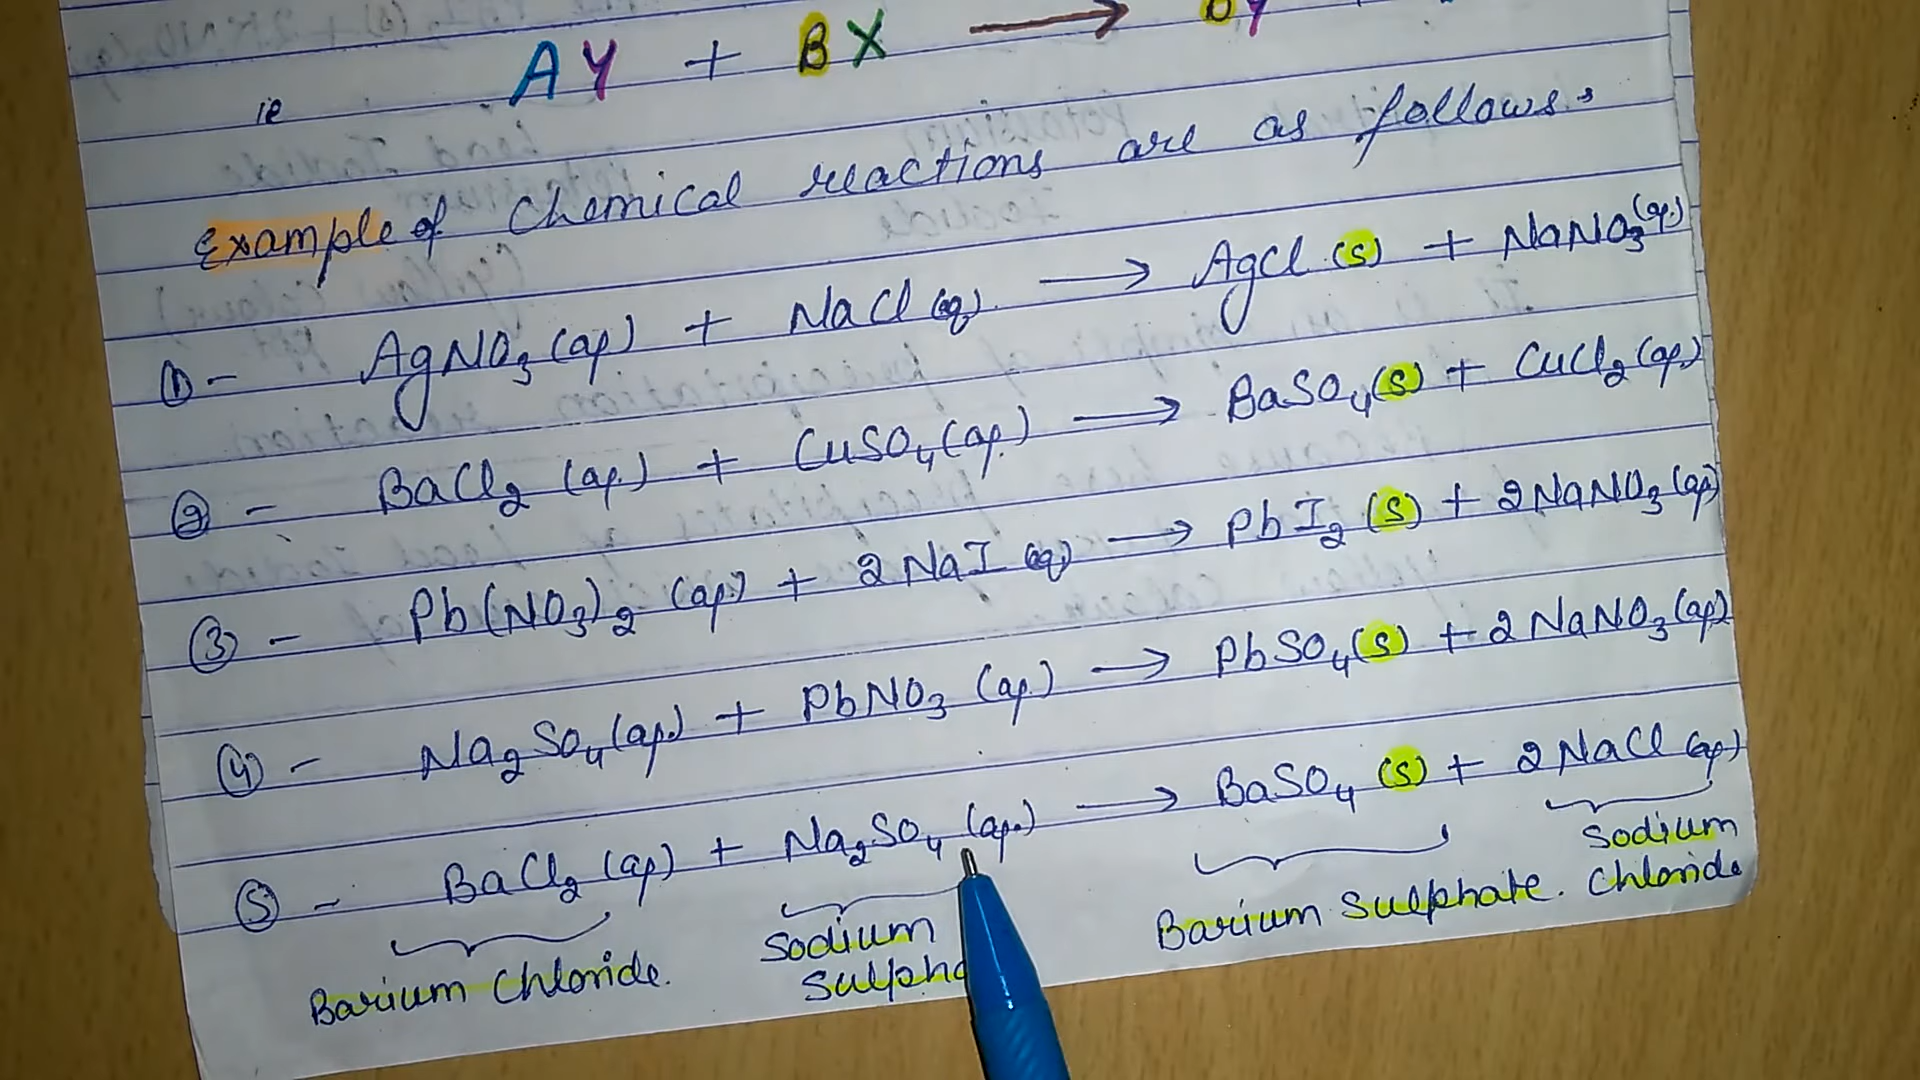 AY + BX ⟶ BY
ie
Example of Chemical reactions are as follows.
① - AgNO₃(aq) + NaCl(aq) ⟶ AgCl(s) + NaNO₃(aq)
② - BaCl₂(aq) + CuSO₄(aq) ⟶ BaSO₄(s) + CuCl₂(aq)
③ - Pb(NO₃)₂(aq) + 2NaI(aq) ⟶ PbI₂(s) + 2NaNO₃(aq)
④ - Na₂SO₄(aq) + PbNO₃(aq) ⟶ PbSO₄(s) + 2NaNO₃(aq)
⑤ - BaCl₂(aq) + Na₂SO₄(aq) ⟶ BaSO₄(s) + 2NaCl(aq)
Barium Chloride. Sodium Barium Sulphate. Sodium
Sulpha Chloride